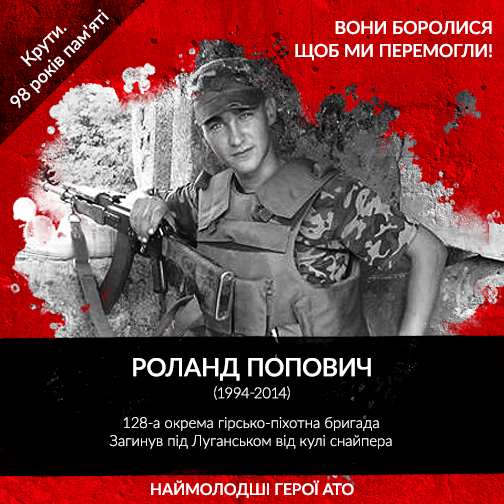 Крути.
98 років пам'яті
ВОНИ БОРОЛИСЯ
ЩОБ МИ ПЕРЕМОГЛИ!
РОЛАНД ПОПОВИЧ
(1994-2014)
128-а окрема гірсько-піхотна бригада
Загинув під Луганськом від кулі снайпера
НАЙМОЛОДШІ ГЕРОЇ АТО